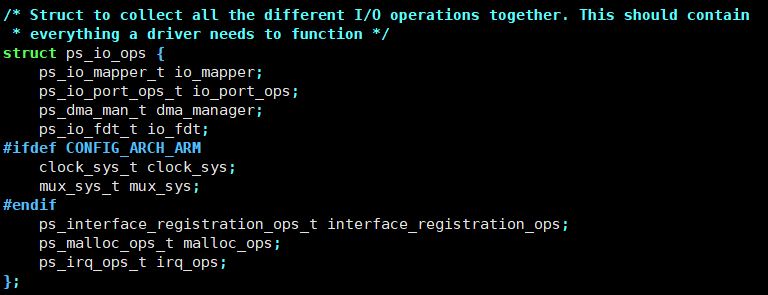 /* Struct to collect all the different I/O operations together. This should contain
 * everything a driver needs to function */
struct ps_io_ops {
    ps_io_mapper_t io_mapper;
    ps_io_port_ops_t io_port_ops;
    ps_dma_man_t dma_manager;
    ps_io_fdt_t io_fdt;
#ifdef CONFIG_ARCH_ARM
    clock_sys_t clock_sys;
    mux_sys_t mux_sys;
#endif
    ps_interface_registration_ops_t interface_registration_ops;
    ps_malloc_ops_t malloc_ops;
    ps_irq_ops_t irq_ops;
};